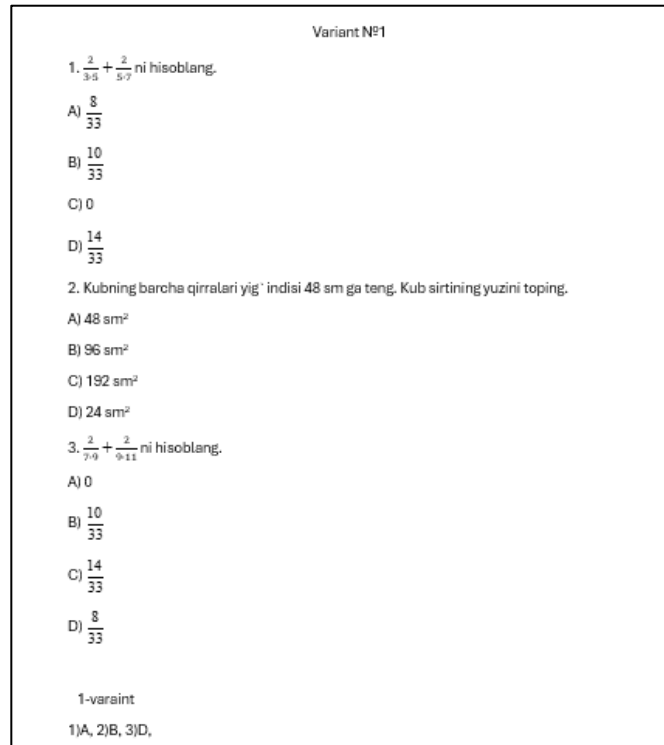 Variant №1
1. 2/3·5 + 2/5·7 ni hisoblang.
A) 8/33
B) 10/33
C) 0
D) 14/33
2. Kubning barcha qirralari yig`indisi 48 sm ga teng. Kub sirtining yuzini toping.
A) 48 sm²
B) 96 sm²
C) 192 sm²
D) 24 sm²
3. 2/7·9 + 2/9·11 ni hisoblang.
A) 0
B) 10/33
C) 14/33
D) 8/33
1-varaint
1)A, 2)B, 3)D,